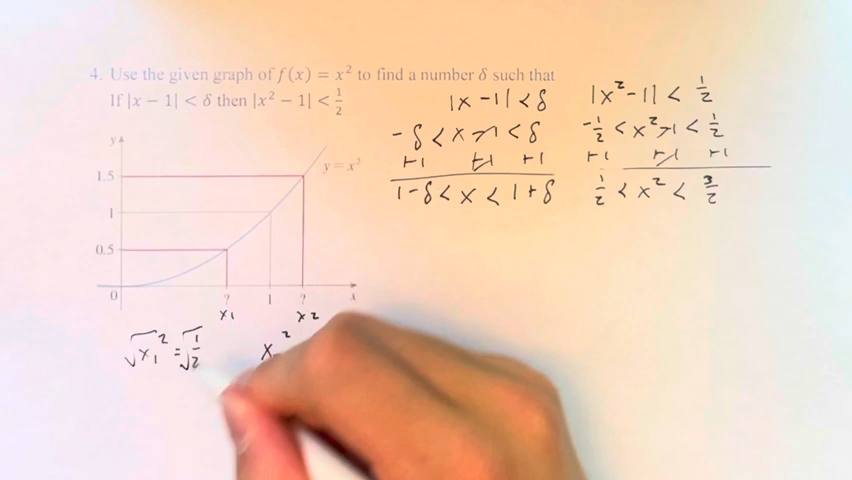 4. Use the given graph of f(x) = x² to find a number δ such that
If |x − 1| < δ then |x² − 1| < 1/2
|x - 1| < δ
-δ < x - 1 < δ
+1 +1 +1
1-δ < x < 1+δ
|x² - 1| < 1/2
-1/2 < x² - 1 < 1/2
+1 +1 +1
1/2 < x² < 3/2
y
y = x²
1.5
1
0.5
0
? 1 ? x
x₁ x₂
√x₁² = √1/2
x²